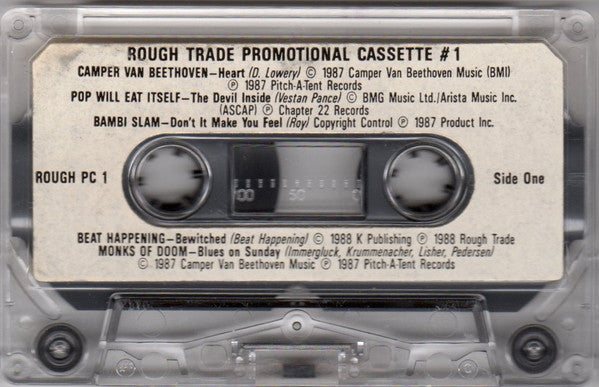 ROUGH TRADE PROMOTIONAL CASSETTE #1
CAMPER VAN BEETHOVEN—Heart (D. Lowery) © 1987 Camper Van Beethoven Music (BMI)
℗ 1987 Pitch-A-Tent Records
POP WILL EAT ITSELF—The Devil Inside (Vestan Pance) © BMG Music Ltd./Arista Music Inc.
(ASCAP) ℗ Chapter 22 Records
BAMBI SLAM—Don't It Make You Feel (Roy) Copyright Control ℗ 1987 Product Inc.
ROUGH PC 1
100 50 0
Side One
BEAT HAPPENING—Bewitched (Beat Happening) © 1988 K Publishing ℗ 1988 Rough Trade
MONKS OF DOOM—Blues on Sunday (Immergluck, Krummenacher, Lisher, Pedersen)
© 1987 Camper Van Beethoven Music ℗ 1987 Pitch-A-Tent Records